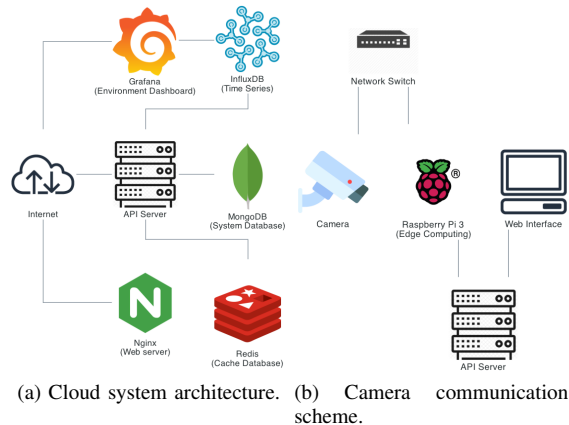 Grafana
(Environment Dashboard)
InfluxDB
(Time Series)
Internet
API Server
MongoDB
(System Database)
N
Nginx
(Web server)
Redis
(Cache Database)
(a) Cloud system architecture.
Network Switch
Camera
®
Raspberry Pi 3
(Edge Computing)
Web Interface
API Server
(b) Camera communication
scheme.